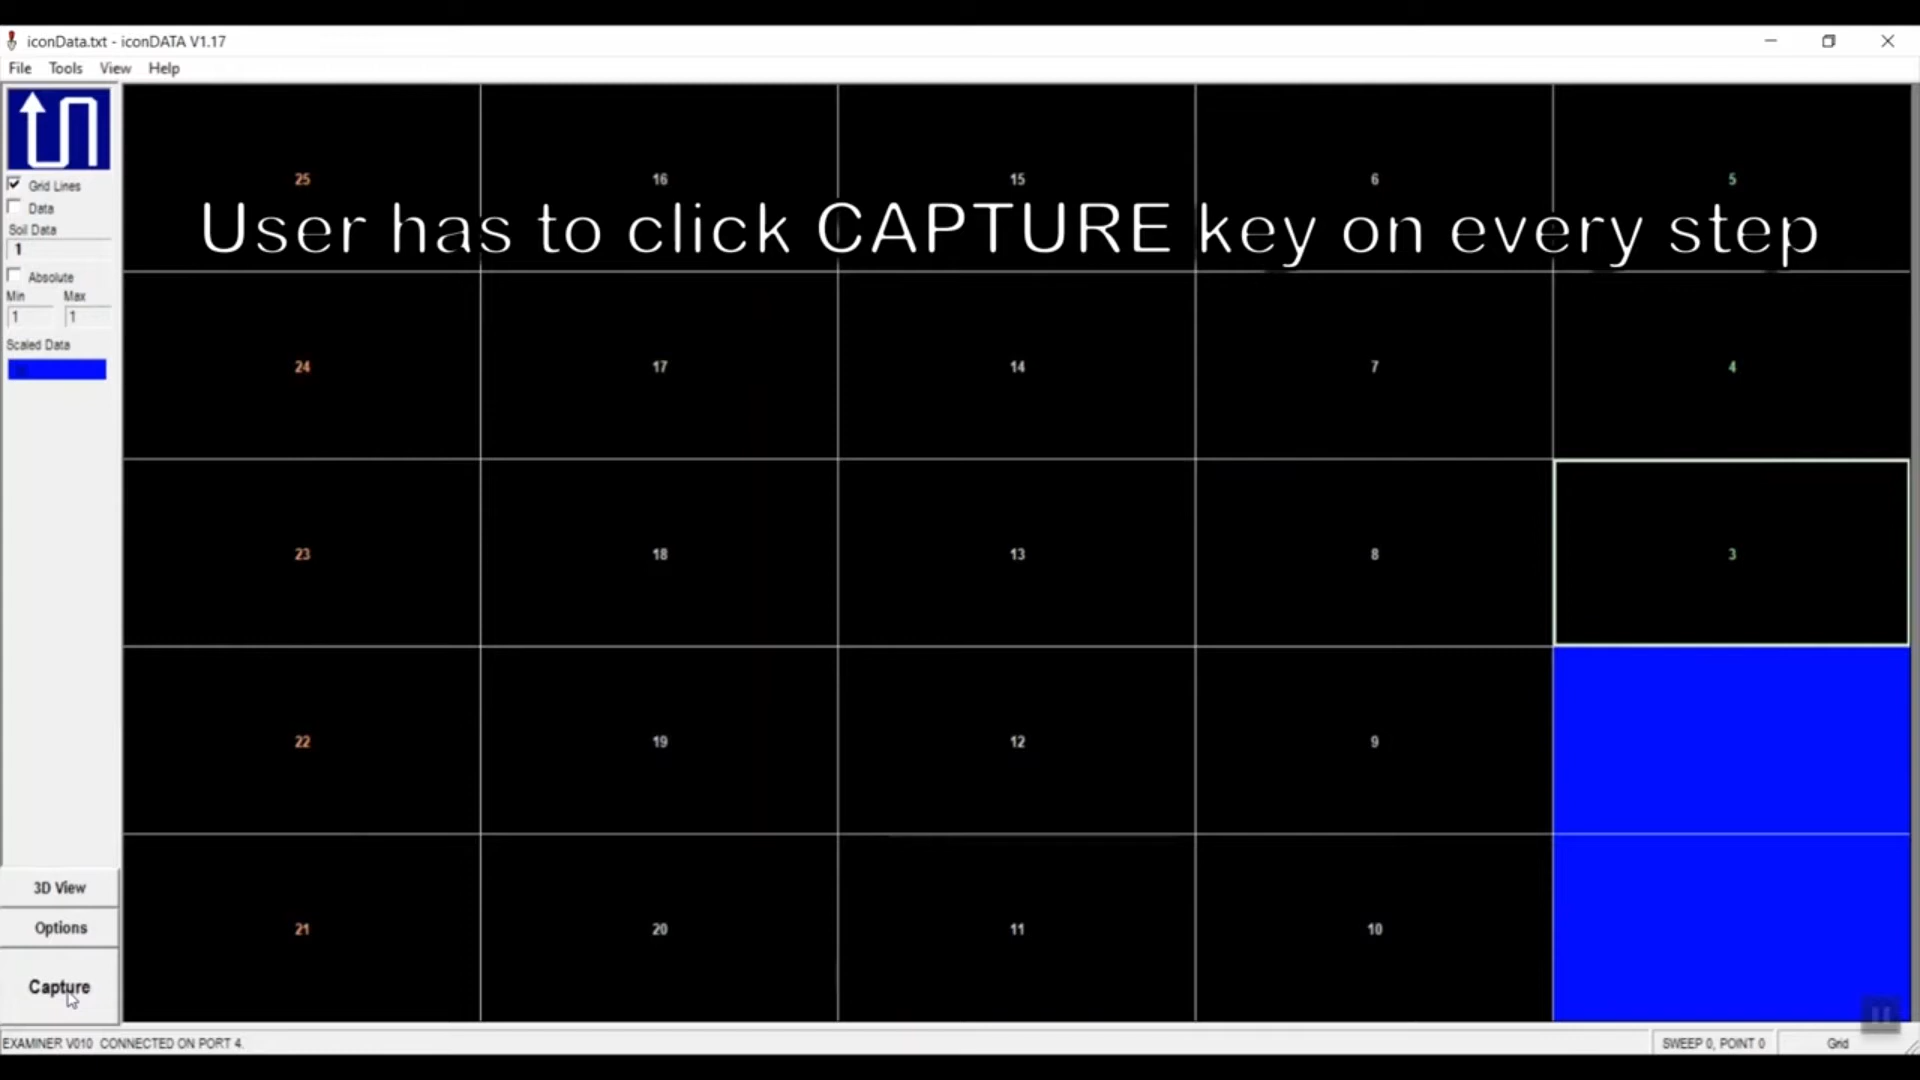 iconData.txt - iconDATA V1.17
File Tools View Help
Grid Lines
Data
Soil Data
1
Absolute
Min Max
1 1
Scaled Data
25 16 15 6 5
User has to click CAPTURE key on every step
24 17 14 7 4
23 18 13 8 3
22 19 12 9
21 20 11 10
3D View
Options
Capture
EXAMINER V010 CONNECTED ON PORT 4.
SWEEP 0, POINT 0
Grid